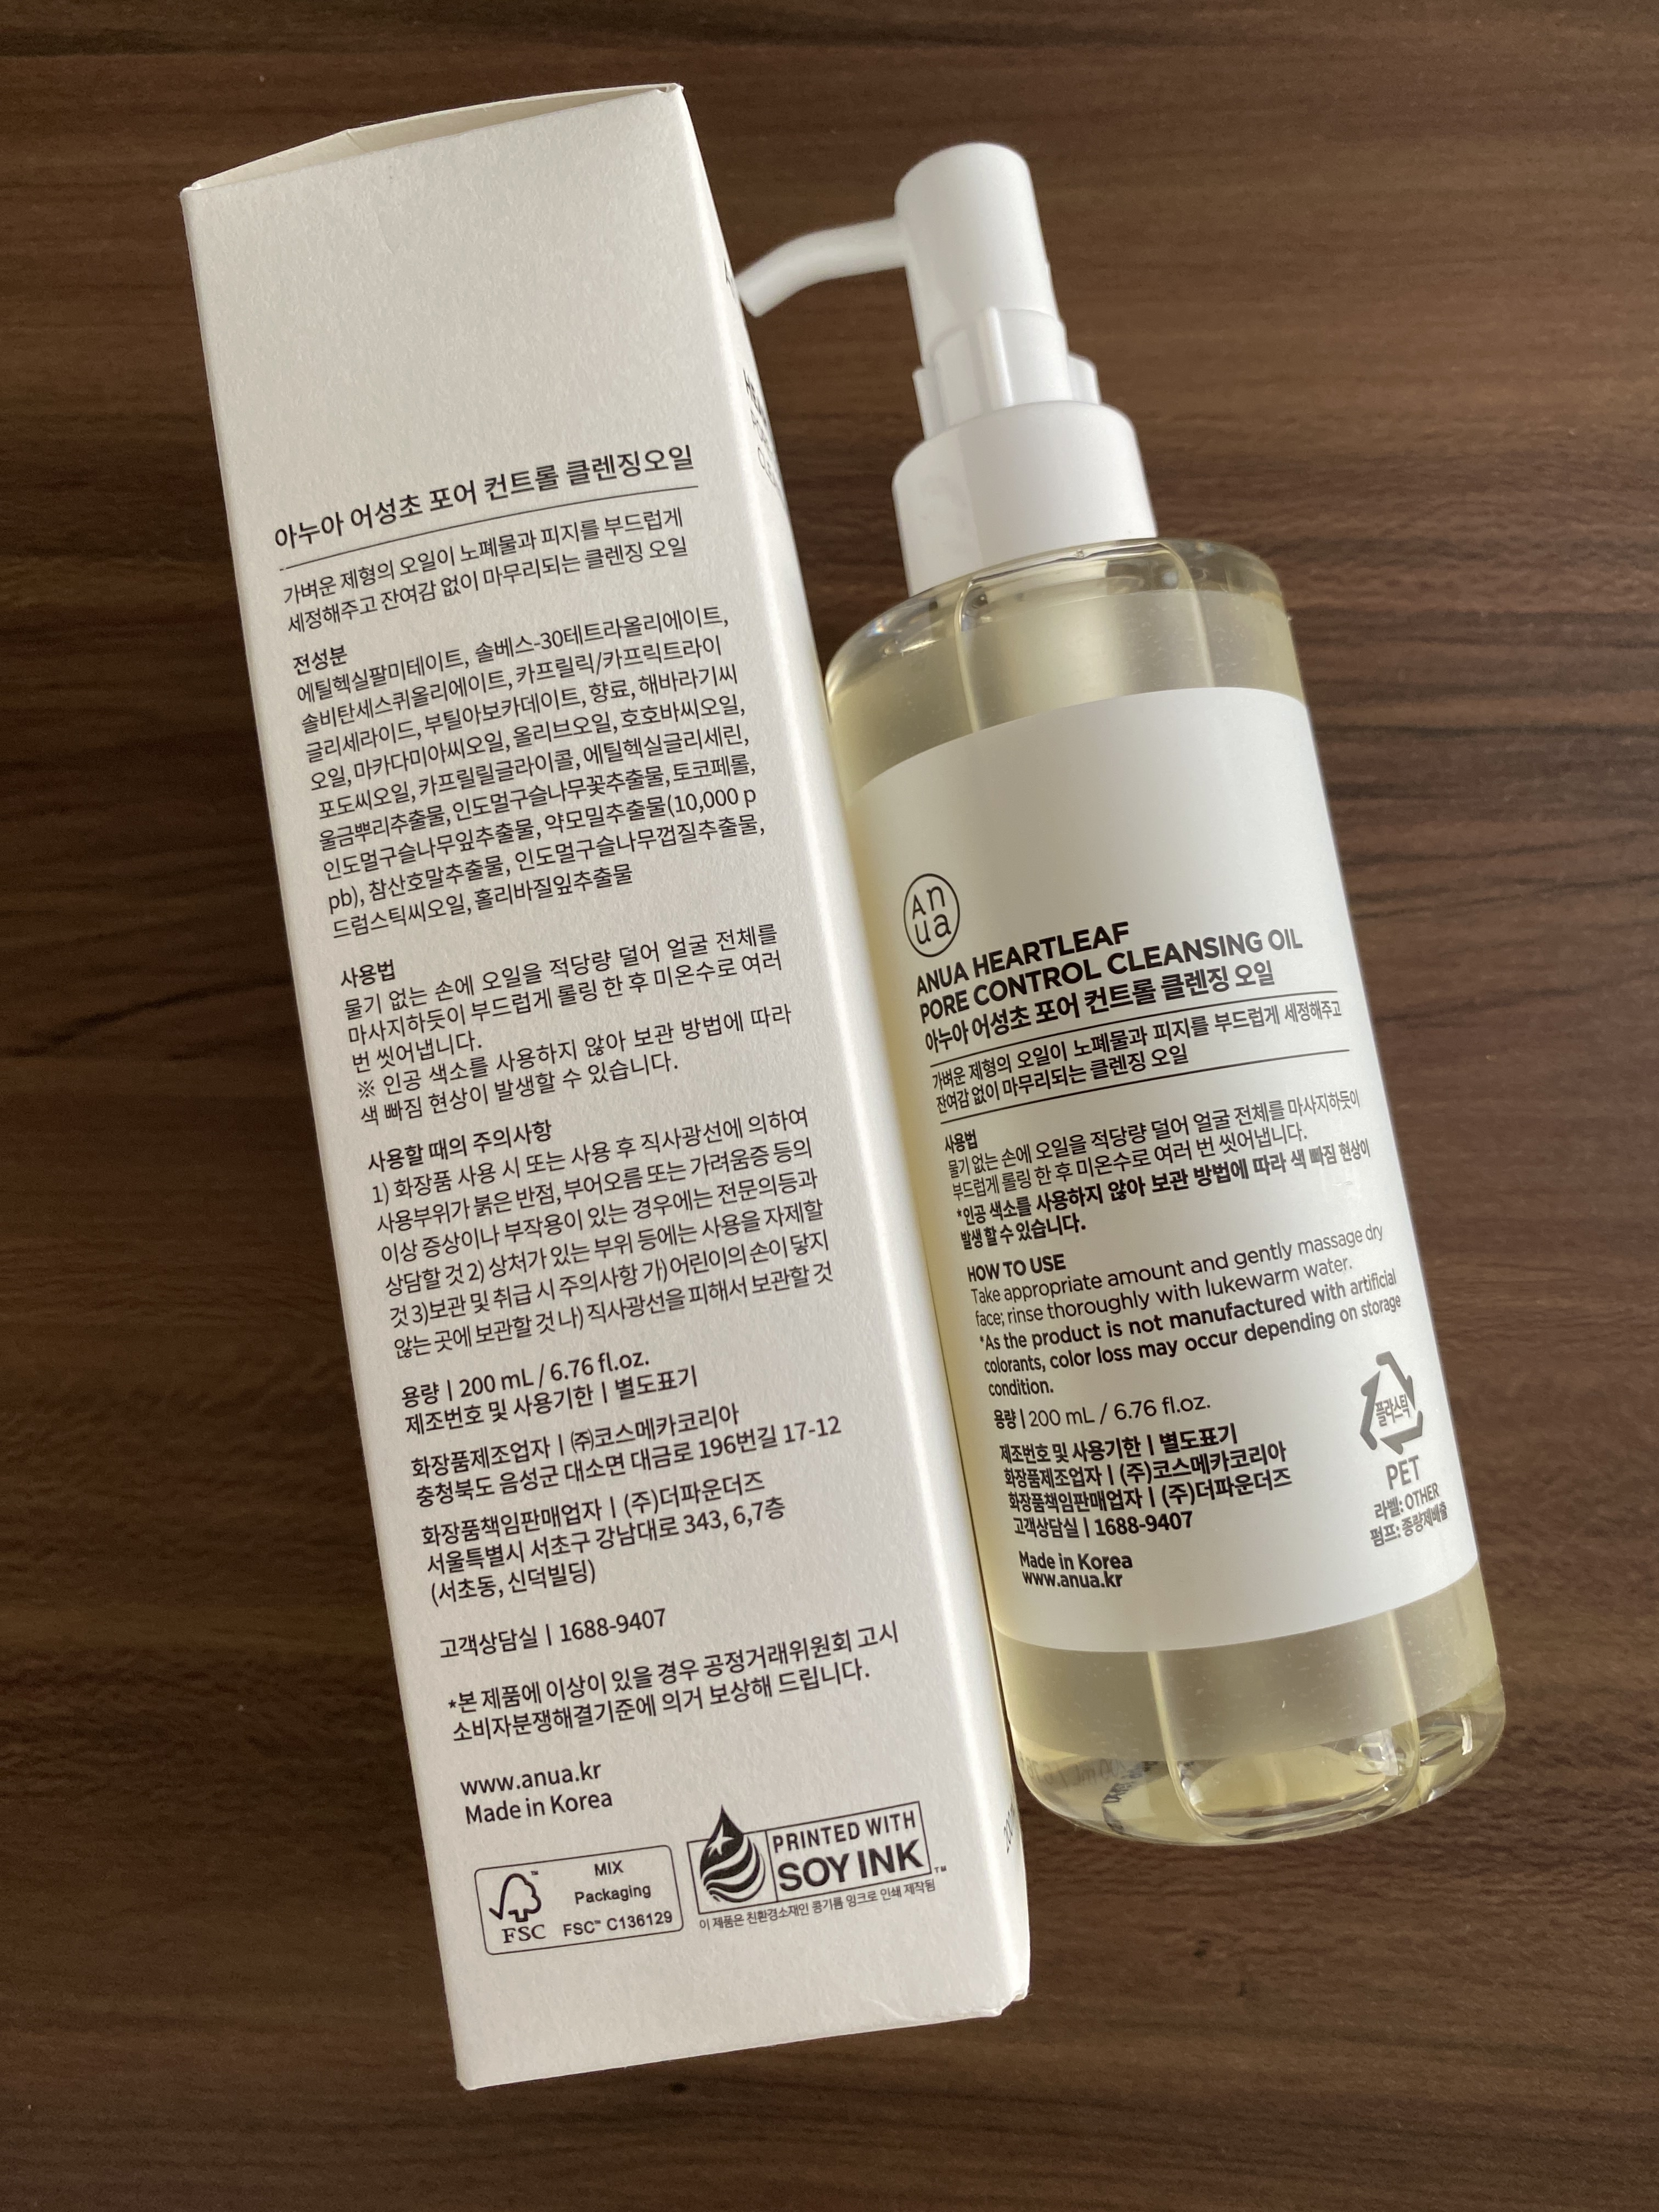 아누아 어성초 포어 컨트롤 클렌징오일
가벼운 제형의 오일이 노폐물과 피지를 부드럽게
세정해주고 잔여감 없이 마무리되는 클렌징 오일
전성분
에틸헥실팔미테이트, 솔베스-30테트라올리에이트,
솔비탄세스퀴올리에이트, 카프릴릭/카프릭트라이
글리세라이드, 부틸아보카데이트, 향료, 해바라기씨
오일, 마카다미아씨오일, 올리브오일, 호호바씨오일,
포도씨오일, 카프릴릴글라이콜, 에틸헥실글리세린,
울금뿌리추출물, 인도멀구슬나무꽃추출물, 토코페롤,
인도멀구슬나무잎추출물, 약모밀추출물(10,000 p
pb), 참산호말추출물, 인도멀구슬나무껍질추출물,
드럼스틱씨오일, 홀리바질잎추출물
사용법
물기 없는 손에 오일을 적당량 덜어 얼굴 전체를
마사지하듯이 부드럽게 롤링 한 후 미온수로 여러
번 씻어냅니다.
※ 인공 색소를 사용하지 않아 보관 방법에 따라
색 빠짐 현상이 발생할 수 있습니다.
사용할 때의 주의사항
1) 화장품 사용 시 또는 사용 후 직사광선에 의하여
사용부위가 붉은 반점, 부어오름 또는 가려움증 등의
이상 증상이나 부작용이 있는 경우에는 전문의등과
상담할 것 2) 상처가 있는 부위 등에는 사용을 자제할
것 3)보관 및 취급 시 주의사항 가)어린이의 손이 닿지
않는 곳에 보관할 것 나) 직사광선을 피해서 보관할 것
용량 | 200 mL / 6.76 fl.oz.
제조번호 및 사용기한 | 별도표기
화장품제조업자 | ㈜코스메카코리아
충청북도 음성군 대소면 대금로 196번길 17-12
화장품책임판매업자 | (주)더파운더즈
서울특별시 서초구 강남대로 343, 6,7층
(서초동, 신덕빌딩)
고객상담실 | 1688-9407
*본 제품에 이상이 있을 경우 공정거래위원회 고시
소비자분쟁해결기준에 의거 보상해 드립니다.
www.anua.kr
Made in Korea
FSC™
MIX
Packaging
FSC™ C136129
PRINTED WITH
SOY INK™
이 제품은 친환경소재인 콩기름 잉크로 인쇄 제작됨
An
ua
ANUA HEARTLEAF
PORE CONTROL CLEANSING OIL
아누아 어성초 포어 컨트롤 클렌징 오일
가벼운 제형의 오일이 노폐물과 피지를 부드럽게 세정해주고
잔여감 없이 마무리되는 클렌징 오일
사용법
물기 없는 손에 오일을 적당량 덜어 얼굴 전체를 마사지하듯이
부드럽게 롤링 한 후 미온수로 여러 번 씻어냅니다.
*인공 색소를 사용하지 않아 보관 방법에 따라 색 빠짐 현상이
발생 할 수 있습니다.
HOW TO USE
Take appropriate amount and gently massage dry
face; rinse thoroughly with lukewarm water.
*As the product is not manufactured with artificial
colorants, color loss may occur depending on storage
condition.
용량 | 200 mL / 6.76 fl.oz.
제조번호 및 사용기한 | 별도표기
화장품제조업자 | (주)코스메카코리아
화장품책임판매업자 | (주)더파운더즈
고객상담실 | 1688-9407
Made in Korea
www.anua.kr
플라스틱
PET
라벨: OTHER
펌프: 종량제배출